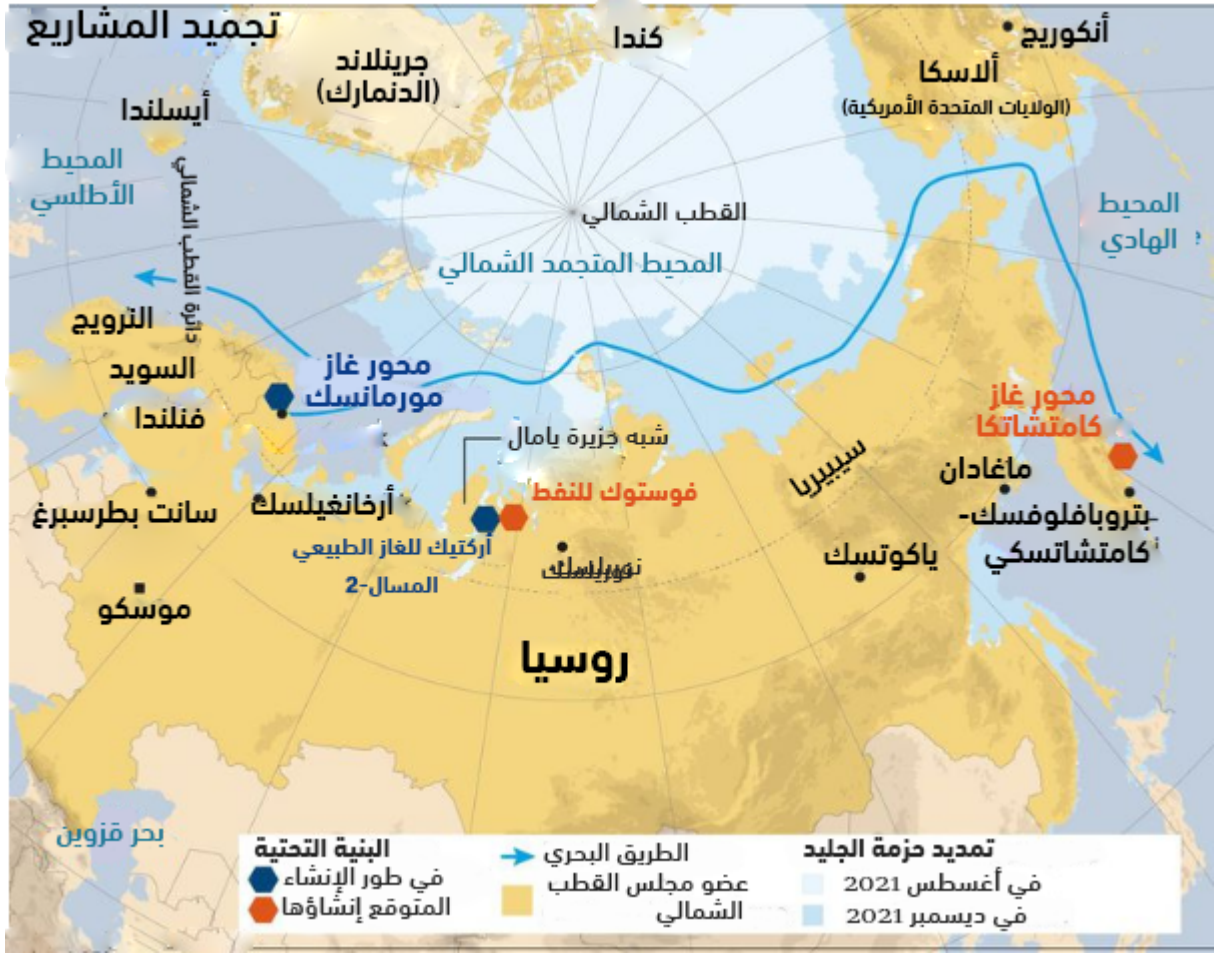 تجميد المشاريع
كندا
أنكوريج
ألاسكا
(الولايات المتحدة الأمريكية)
جرينلاند
(الدنمارك)
أيسلندا
المحيط
الأطلسي
دائرة القطب الشمالي
القطب الشمالي
المحيط المتجمد الشمالي
المحيط
الهادي
النرويج
السويد
فنلندا
محور غاز
مورمانسك
محور غاز
كامتشاتكا
شبه جزيرة يامال
سيبيريا
ماغادان
فوستوك للنفط
أرخانغيلسك
سانت بطرسبرغ
بتروبافلوفسك-
كامتشاتسكي
أركتيك للغاز الطبيعي
المسال-2
ياكوتسك
موسكو
روسيا
بحر قزوين
البنية التحتية
في طور الإنشاء
المتوقع إنشاؤها
الطريق البحري
عضو مجلس القطب
الشمالي
تمديد حزمة الجليد
في أغسطس 2021
في ديسمبر 2021